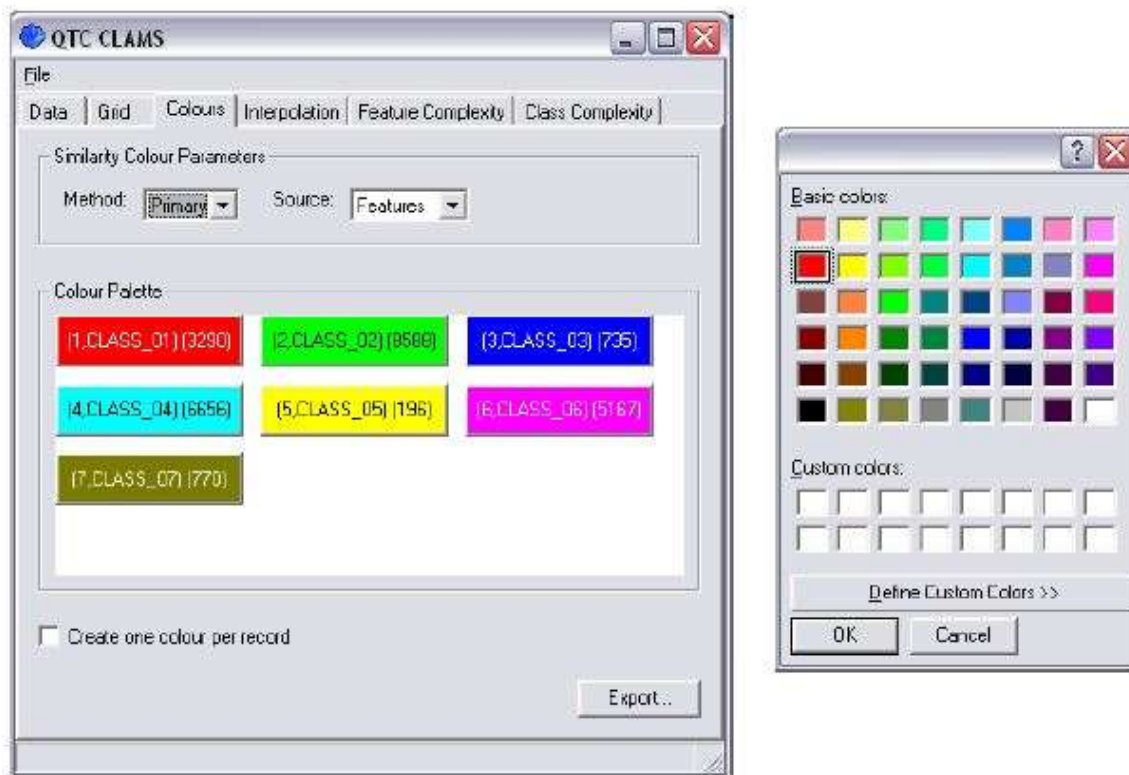 QTC CLAMS
File
Data Grid Colours Interpolation Feature Complexity Class Complexity
Similarity Colour Parameters
Method: Primary Source: Features
Colour Palette
(1,CLASS_01) (3290) (2,CLASS_02) (8588) (3,CLASS_03) (735)
(4,CLASS_04) (6656) (5,CLASS_05) (196) (6,CLASS_06) (5167)
(7,CLASS_07) (770)
Create one colour per record
Export...
?
Basic colors:
Custom colors:
Define Custom Colors >>
OK Cancel